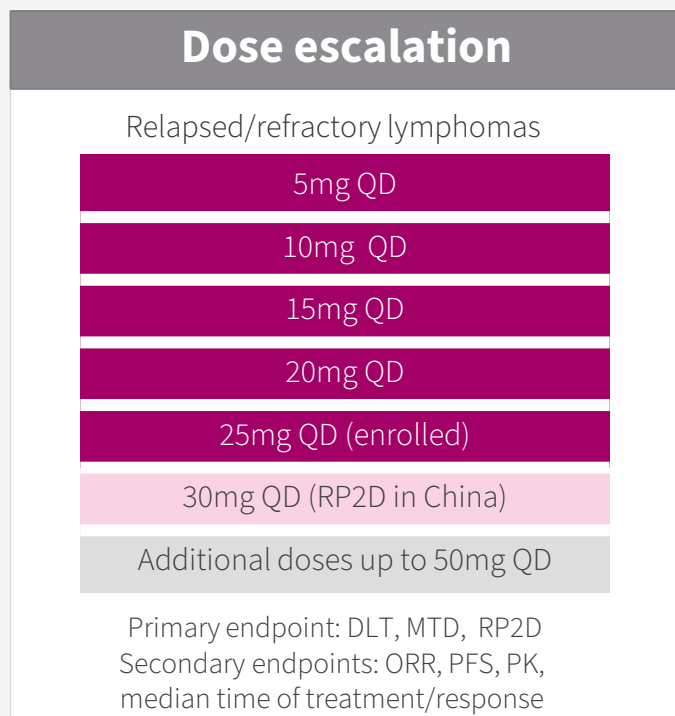 Dose escalation
Relapsed/refractory lymphomas
5mg QD
10mg QD
15mg QD
20mg QD
25mg QD (enrolled)
30mg QD (RP2D in China)
Additional doses up to 50mg QD
Primary endpoint: DLT, MTD, RP2D
Secondary endpoints: ORR, PFS, PK,
median time of treatment/response